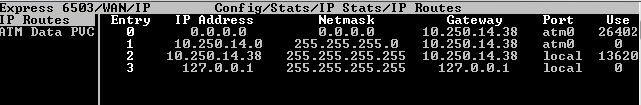 Express 6503/WAN/IP Config/Stats/IP Stats/IP Routes
IP Routes Entry IP Address Netmask Gateway Port Use
ATM Data PVC 0 0.0.0.0 0.0.0.0 10.250.14.38 atm0 26402
1 10.250.14.0 255.255.255.0 10.250.14.38 atm0 0
2 10.250.14.38 255.255.255.255 10.250.14.38 local 13620
3 127.0.0.1 255.255.255.255 127.0.0.1 local 0